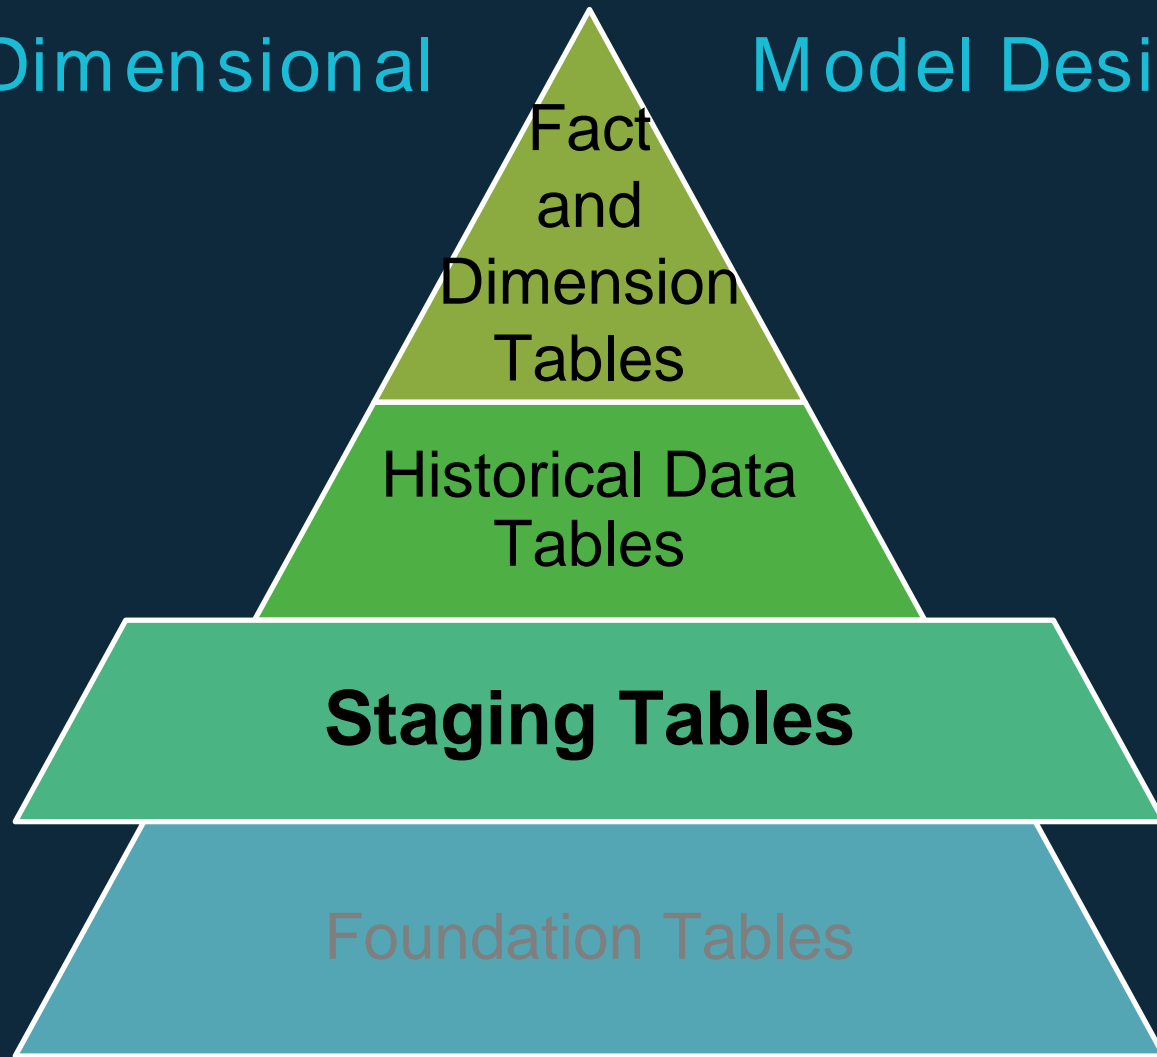 Dimensional Model Desi
Fact
and
Dimension
Tables
Historical Data
Tables
Staging Tables
Foundation Tables